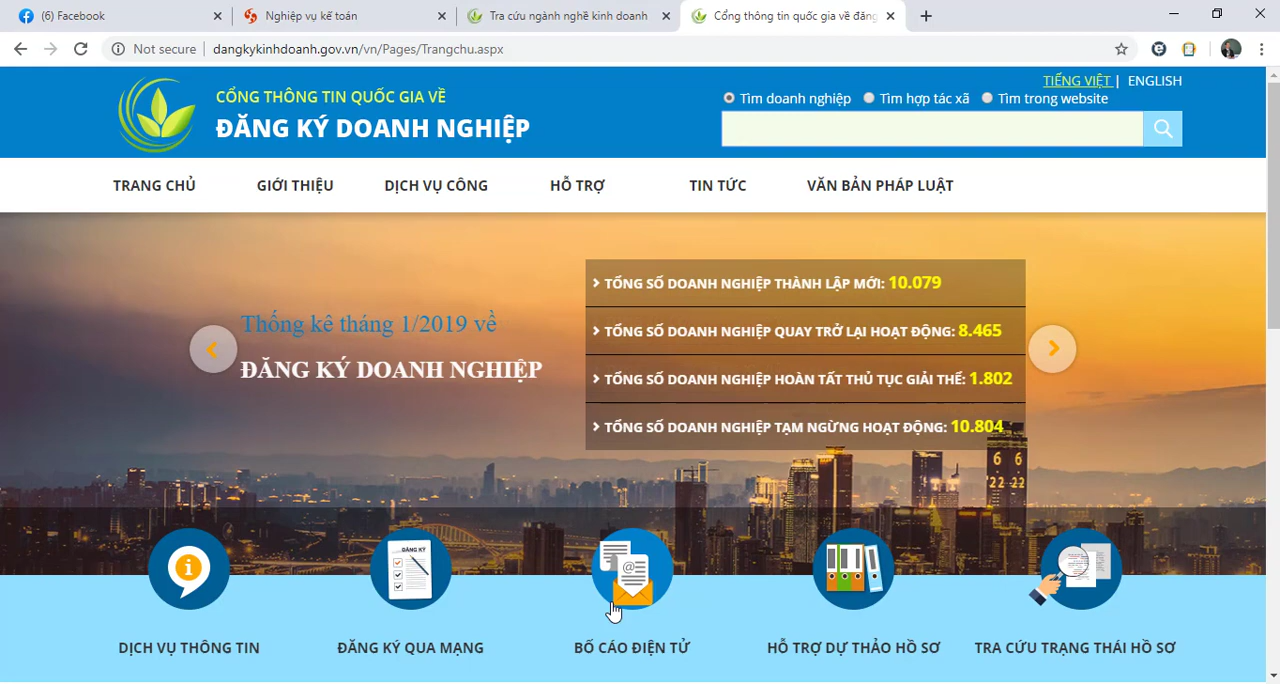 (6) Facebook
Nghiệp vụ kế toán
Tra cứu ngành nghề kinh doanh
Cổng thông tin quốc gia về đăng
Not secure
dangkykinhdoanh.gov.vn/vn/Pages/Trangchu.aspx
TIẾNG VIỆT | ENGLISH
CỔNG THÔNG TIN QUỐC GIA VỀ
ĐĂNG KÝ DOANH NGHIỆP
Tìm doanh nghiệp
Tìm hợp tác xã
Tìm trong website
TRANG CHỦ
GIỚI THIỆU
DỊCH VỤ CÔNG
HỖ TRỢ
TIN TỨC
VĂN BẢN PHÁP LUẬT
Thống kê tháng 1/2019 về
ĐĂNG KÝ DOANH NGHIỆP
TỔNG SỐ DOANH NGHIỆP THÀNH LẬP MỚI: 10.079
TỔNG SỐ DOANH NGHIỆP QUAY TRỞ LẠI HOẠT ĐỘNG: 8.465
TỔNG SỐ DOANH NGHIỆP HOÀN TẤT THỦ TỤC GIẢI THỂ: 1.802
TỔNG SỐ DOANH NGHIỆP TẠM NGỪNG HOẠT ĐỘNG: 10.804
6 6
22 22
ĐĂNG KÝ
@
DỊCH VỤ THÔNG TIN
ĐĂNG KÝ QUA MẠNG
BỐ CÁO ĐIỆN TỬ
HỖ TRỢ DỰ THẢO HỒ SƠ
TRA CỨU TRẠNG THÁI HỒ SƠ